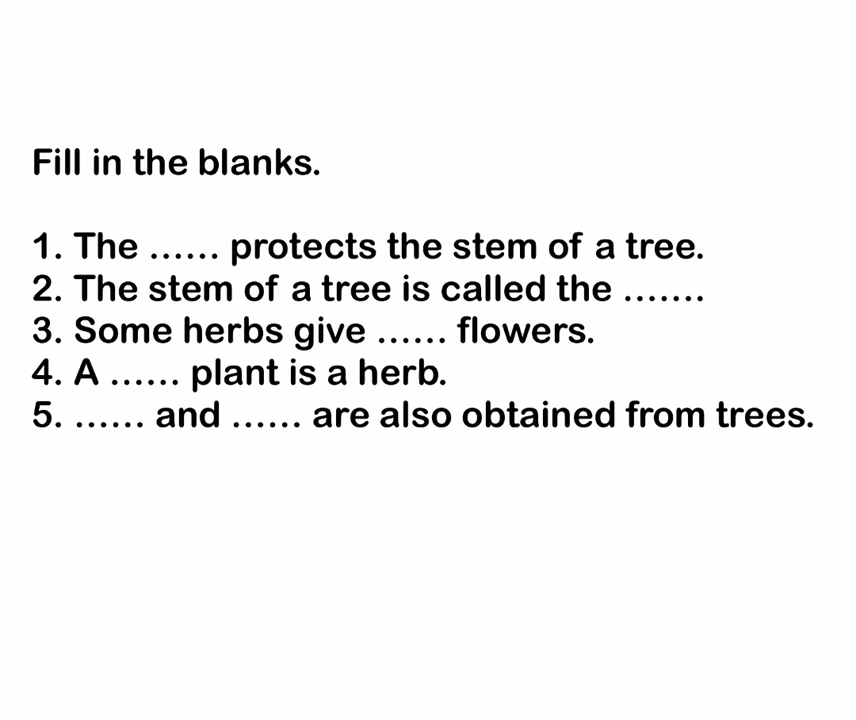 Fill in the blanks.
1. The ...... protects the stem of a tree.
2. The stem of a tree is called the .......
3. Some herbs give ...... flowers.
4. A ...... plant is a herb.
5. ...... and ...... are also obtained from trees.